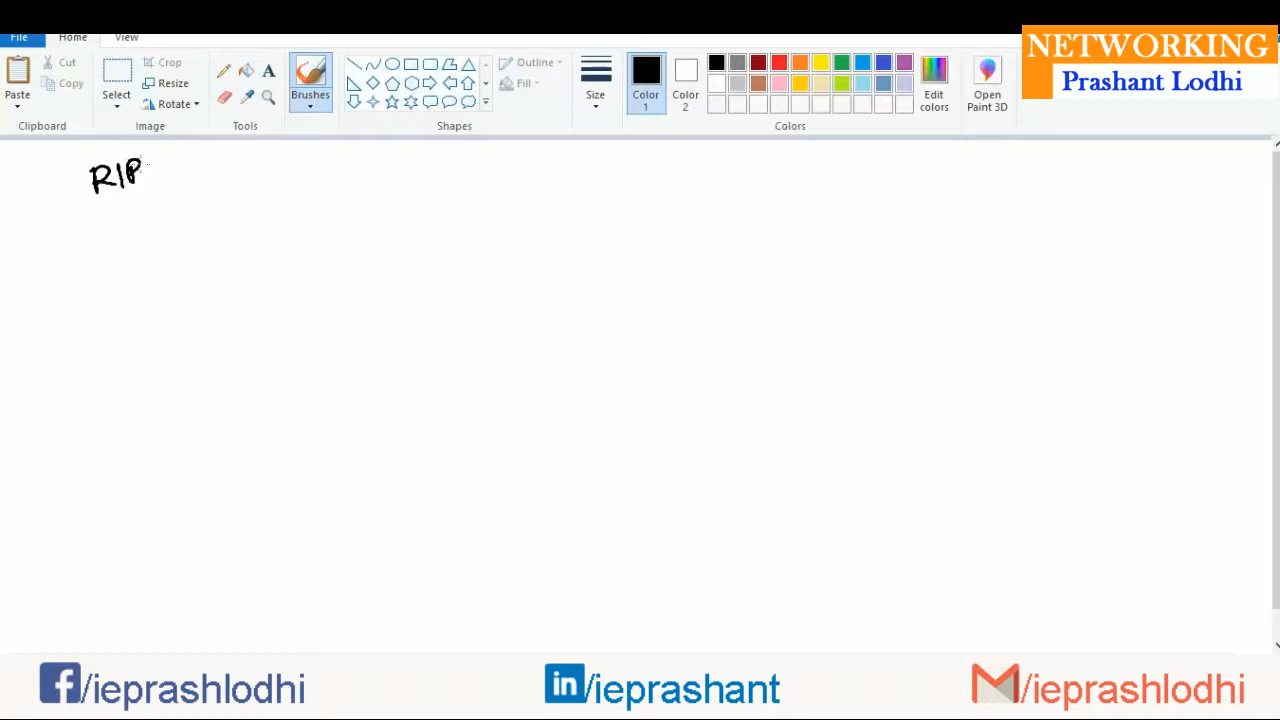 File Home View
NETWORKING
Prashant Lodhi
Paste Cut Copy Clipboard
Select Crop Resize Rotate Image
Tools
Brushes
Shapes Outline Fill
Size
Color 1 Color 2 Edit colors Colors
Open Paint 3D
RIP
/ieprashlodhi /ieprashant /ieprashlodhi